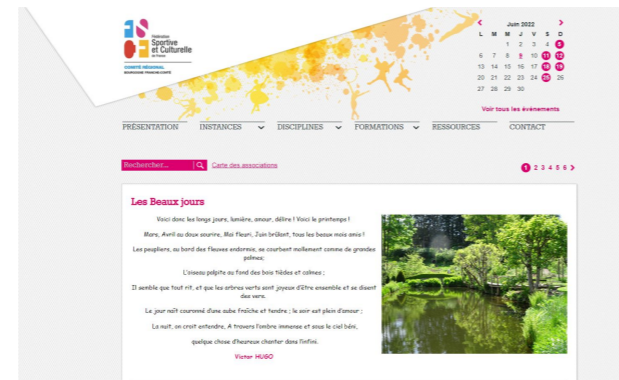 Fédération
Sportive
et Culturelle
de France
COMITÉ RÉGIONAL
BOURGOGNE FRANCHE-COMTÉ
Juin 2022
L M M J V S D
1 2 3 4 5
6 7 8 9 10 11 12
13 14 15 16 17 18 19
20 21 22 23 24 25 26
27 28 29 30
Voir tous les évènements
PRÉSENTATION INSTANCES DISCIPLINES FORMATIONS RESSOURCES CONTACT
Rechercher... Carte des associations
1 2 3 4 5 6
Les Beaux jours
Voici donc les longs jours, lumière, amour, délire ! Voici le printemps !
Mars, Avril au doux sourire, Mai fleuri, Juin brûlant, tous les beaux mois amis !
Les peupliers, au bord des fleuves endormis, se courbent mollement comme de grandes
palmes;
L'oiseau palpite au fond des bois tièdes et calmes ;
Il semble que tout rit, et que les arbres verts sont joyeux d'être ensemble et se disent
des vers.
Le jour naît couronné d'une aube fraîche et tendre ; le soir est plein d'amour ;
La nuit, on croit entendre, A travers l'ombre immense et sous le ciel béni,
quelque chose d'heureux chanter dans l'infini.
Victor HUGO